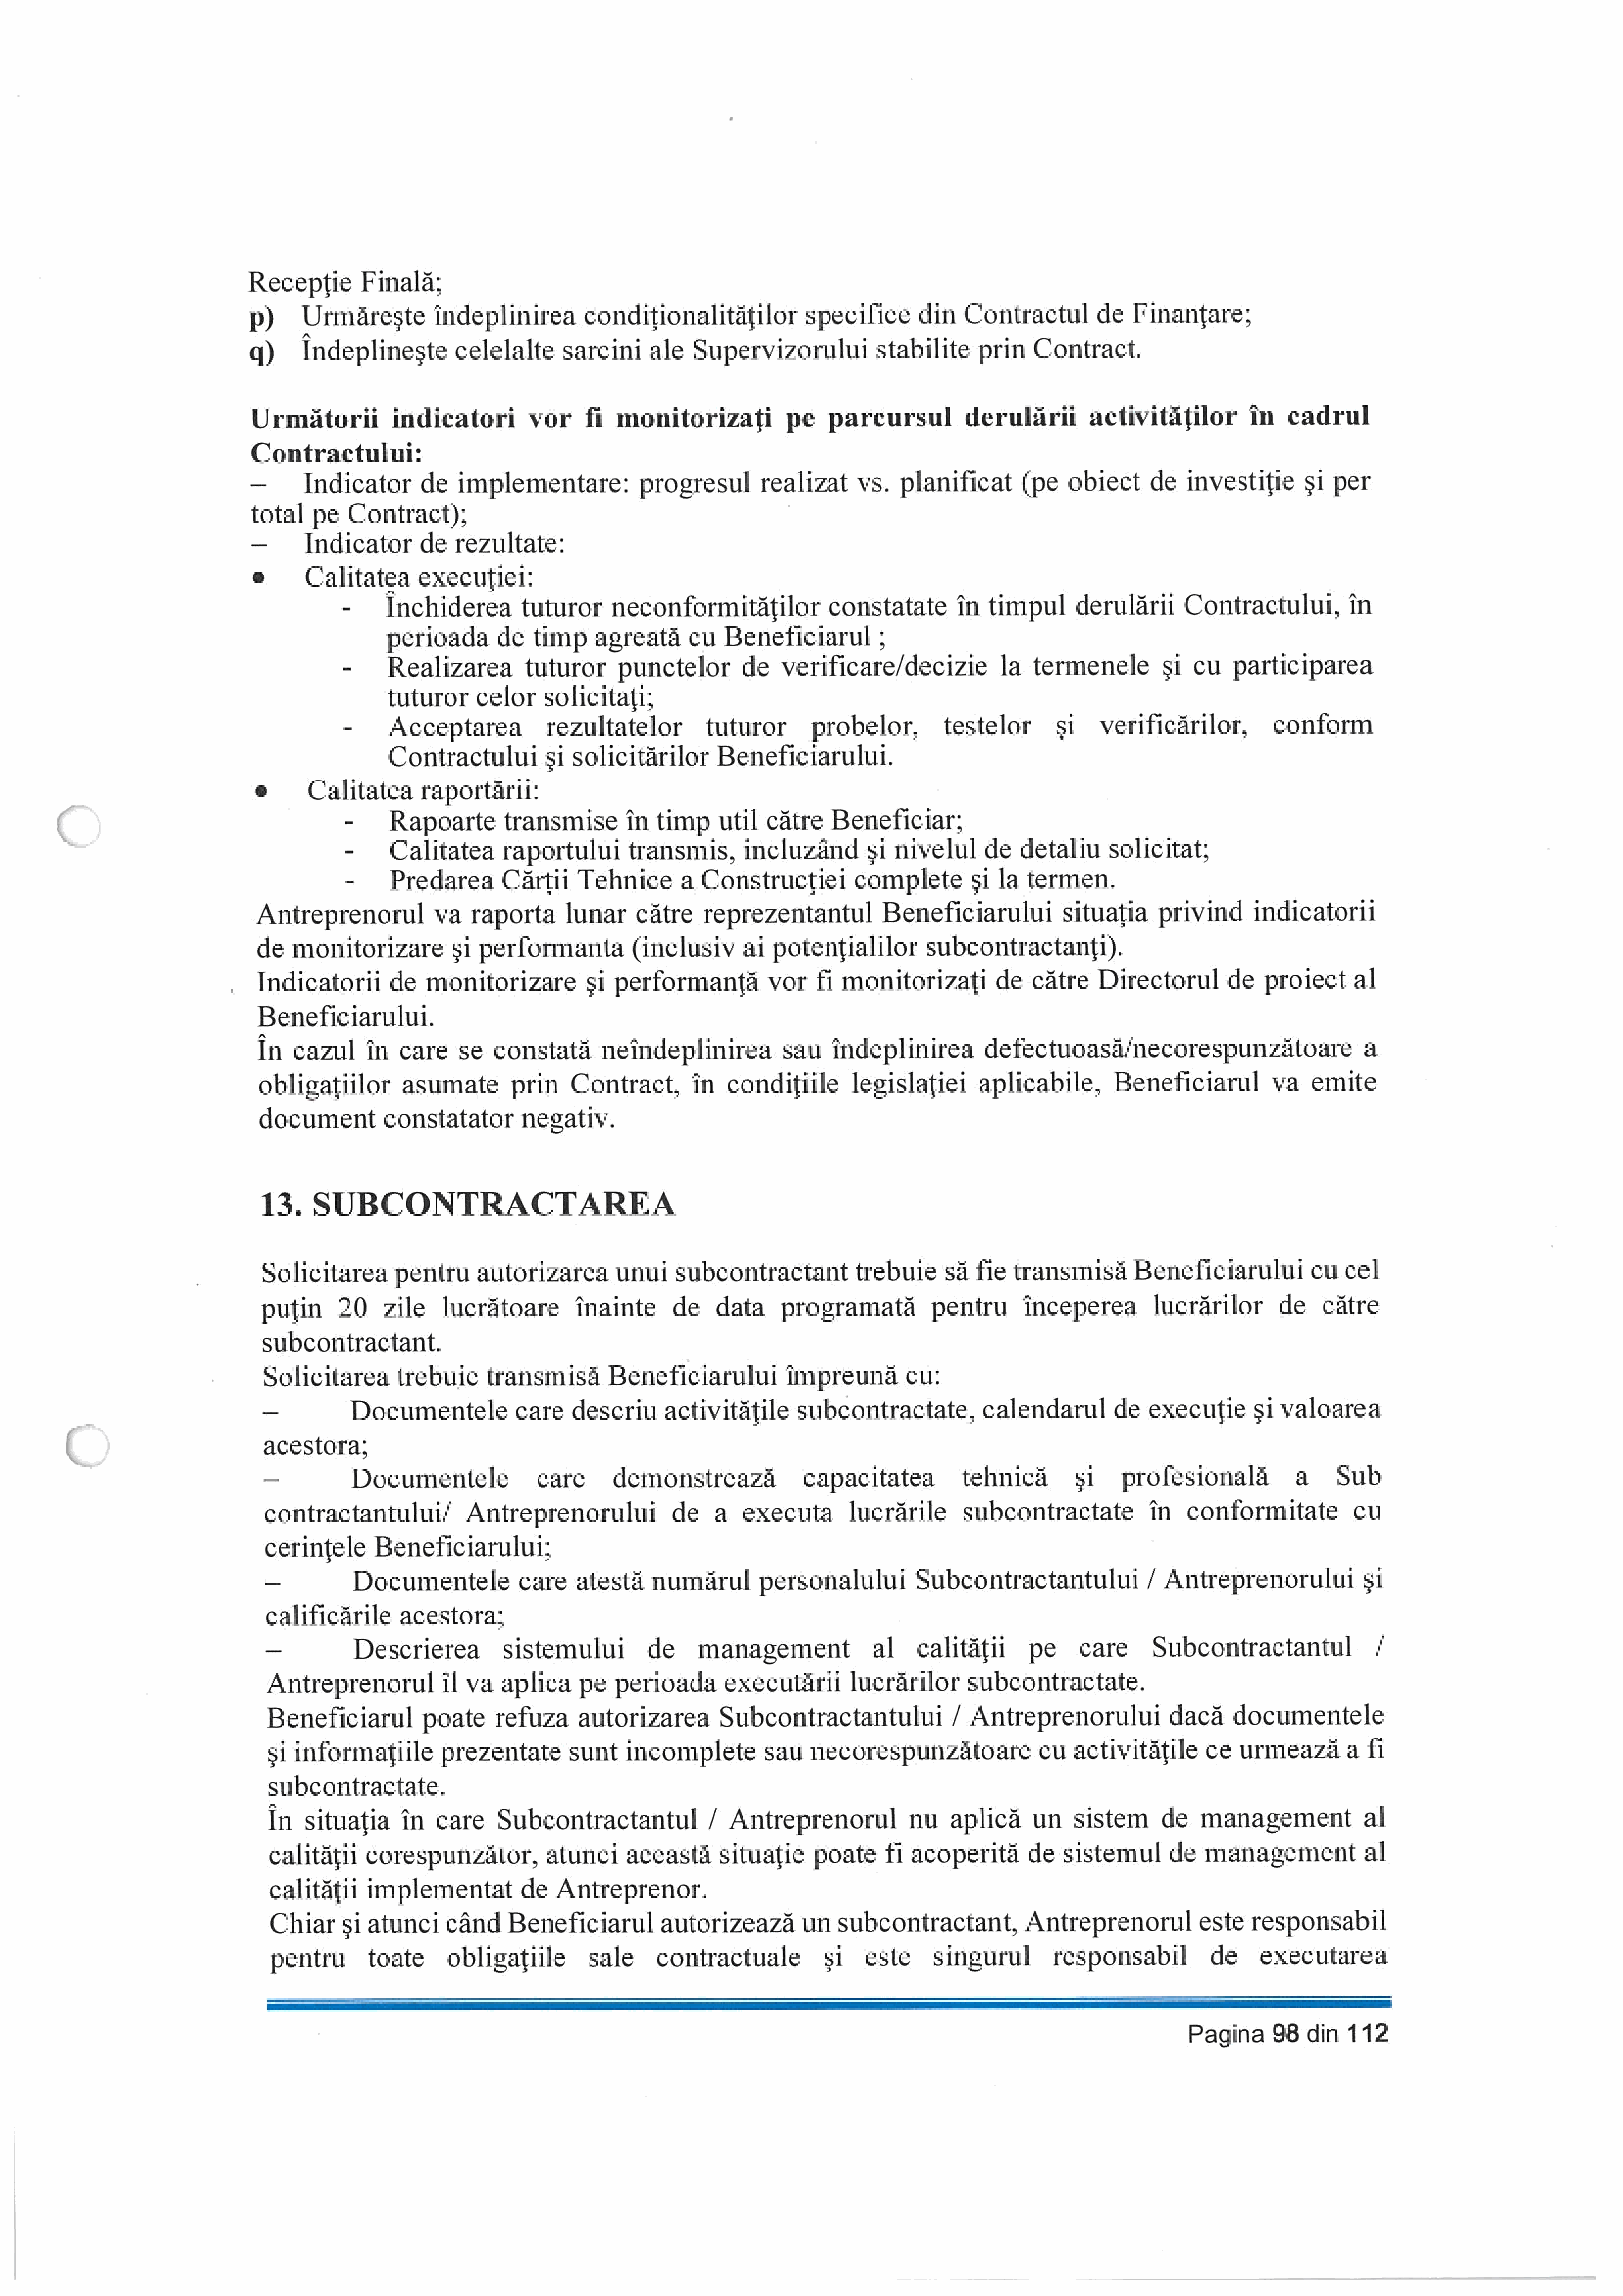 Recepţie Finală;
p) Urmăreşte îndeplinirea condiţionalităţilor specifice din Contractul de Finanţare;
q) Îndeplineşte celelalte sarcini ale Supervizorului stabilite prin Contract.
Următorii indicatori vor fi monitorizaţi pe parcursul derulării activităţilor în cadrul
Contractului:
– Indicator de implementare: progresul realizat vs. planificat (pe obiect de investiţie şi per
total pe Contract);
– Indicator de rezultate:
• Calitatea execuţiei:
- Închiderea tuturor neconformităţilor constatate în timpul derulării Contractului, în
perioada de timp agreată cu Beneficiarul ;
- Realizarea tuturor punctelor de verificare/decizie la termenele şi cu participarea
tuturor celor solicitaţi;
- Acceptarea rezultatelor tuturor probelor, testelor şi verificărilor, conform
Contractului şi solicitărilor Beneficiarului.
• Calitatea raportării:
- Rapoarte transmise în timp util către Beneficiar;
- Calitatea raportului transmis, incluzând şi nivelul de detaliu solicitat;
- Predarea Cărţii Tehnice a Construcţiei complete şi la termen.
Antreprenorul va raporta lunar către reprezentantul Beneficiarului situaţia privind indicatorii
de monitorizare şi performanta (inclusiv ai potenţialilor subcontractanţi).
Indicatorii de monitorizare şi performanţă vor fi monitorizaţi de către Directorul de proiect al
Beneficiarului.
În cazul în care se constată neîndeplinirea sau îndeplinirea defectuoasă/necorespunzătoare a
obligaţiilor asumate prin Contract, în condiţiile legislaţiei aplicabile, Beneficiarul va emite
document constatator negativ.
13. SUBCONTRACTAREA
Solicitarea pentru autorizarea unui subcontractant trebuie să fie transmisă Beneficiarului cu cel
puţin 20 zile lucrătoare înainte de data programată pentru începerea lucrărilor de către
subcontractant.
Solicitarea trebuie transmisă Beneficiarului împreună cu:
– Documentele care descriu activităţile subcontractate, calendarul de execuţie şi valoarea
acestora;
– Documentele care demonstrează capacitatea tehnică şi profesională a Sub
contractantului/ Antreprenorului de a executa lucrările subcontractate în conformitate cu
cerinţele Beneficiarului;
– Documentele care atestă numărul personalului Subcontractantului / Antreprenorului şi
calificările acestora;
– Descrierea sistemului de management al calităţii pe care Subcontractantul /
Antreprenorul îl va aplica pe perioada executării lucrărilor subcontractate.
Beneficiarul poate refuza autorizarea Subcontractantului / Antreprenorului dacă documentele
şi informaţiile prezentate sunt incomplete sau necorespunzătoare cu activităţile ce urmează a fi
subcontractate.
În situaţia în care Subcontractantul / Antreprenorul nu aplică un sistem de management al
calităţii corespunzător, atunci această situaţie poate fi acoperită de sistemul de management al
calităţii implementat de Antreprenor.
Chiar şi atunci când Beneficiarul autorizează un subcontractant, Antreprenorul este responsabil
pentru toate obligaţiile sale contractuale şi este singurul responsabil de executarea
Pagina 98 din 112